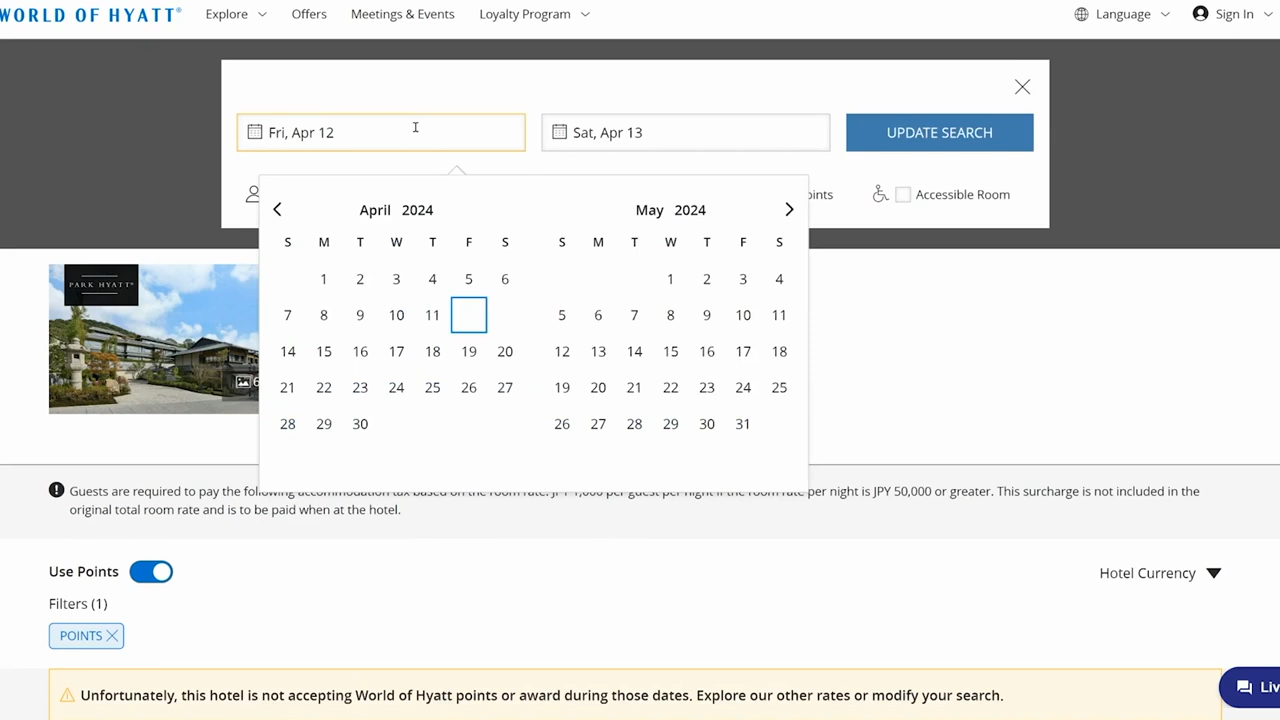 WORLD OF HYATT® Explore Offers Meetings & Events Loyalty Program Language Sign In
Fri, Apr 12 Sat, Apr 13 UPDATE SEARCH
Accessible Room
April 2024 May 2024
S M T W T F S S M T W T F S
1 2 3 4 5 6 1 2 3 4
7 8 9 10 11 5 6 7 8 9 10 11
14 15 16 17 18 19 20 12 13 14 15 16 17 18
21 22 23 24 25 26 27 19 20 21 22 23 24 25
28 29 30 26 27 28 29 30 31
PARK HYATT®
Guests are required to pay the following accommodation tax based on the room rate. JPY 1,000 per guest per night if the room rate per night is JPY 50,000 or greater. This surcharge is not included in the
original total room rate and is to be paid when at the hotel.
Use Points Hotel Currency
Filters (1)
POINTS
Unfortunately, this hotel is not accepting World of Hyatt points or award during those dates. Explore our other rates or modify your search.